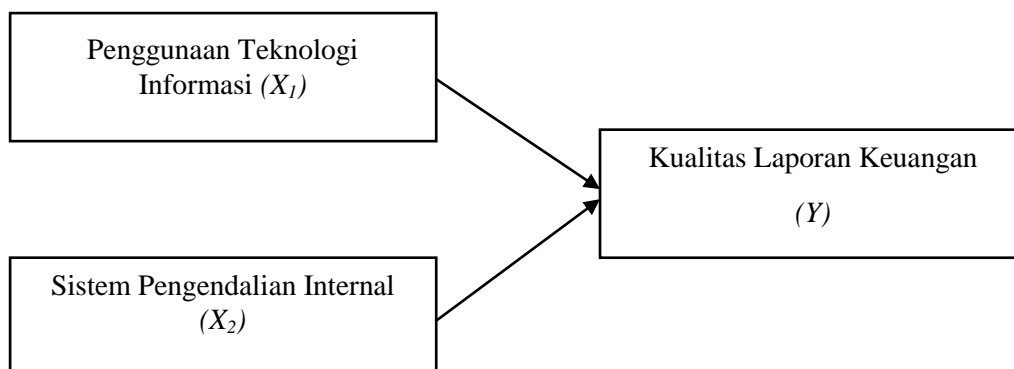 Penggunaan Teknologi
Informasi (X₁)
Kualitas Laporan Keuangan
(Y)
Sistem Pengendalian Internal
(X₂)